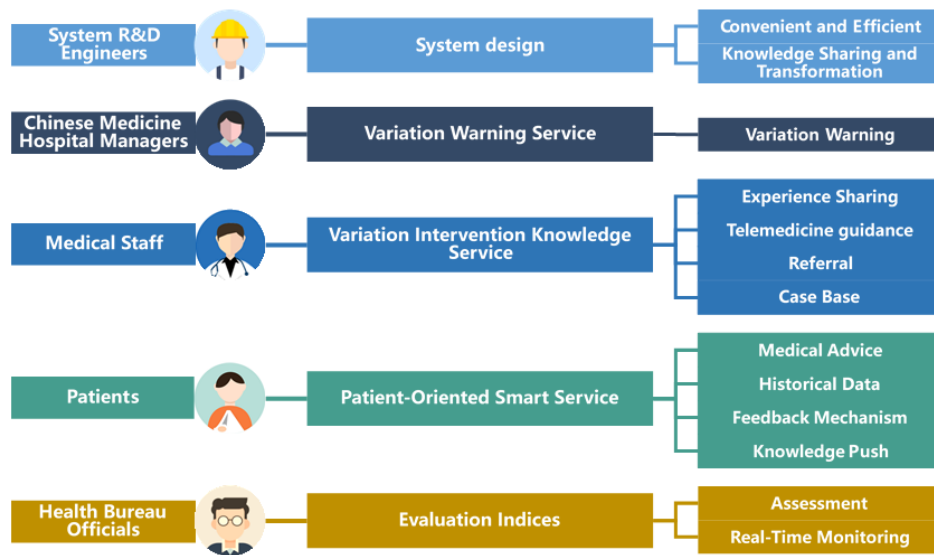 System R&D
Engineers
System design
Convenient and Efficient
Knowledge Sharing and
Transformation
Chinese Medicine
Hospital Managers
Variation Warning Service
Variation Warning
Medical Staff
Variation Intervention Knowledge
Service
Experience Sharing
Telemedicine guidance
Referral
Case Base
Patients
Patient-Oriented Smart Service
Medical Advice
Historical Data
Feedback Mechanism
Knowledge Push
Health Bureau
Officials
Evaluation Indices
Assessment
Real-Time Monitoring